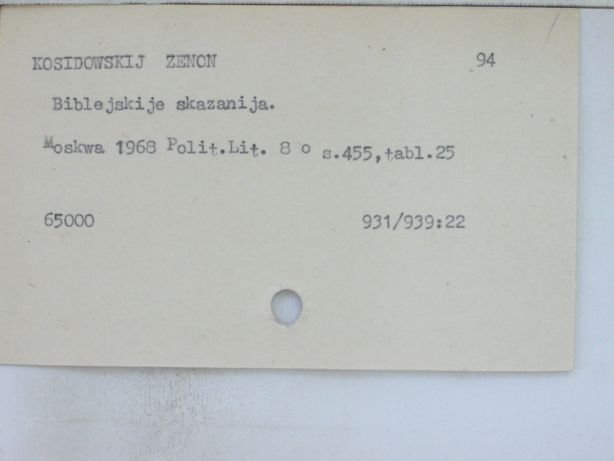 KOSIDOWSKIJ ZENON 94
Biblejskije skazanija.
Moskwa 1968 Polit.Lit. 8 o s.455,tabl.25
65000 931/939:22